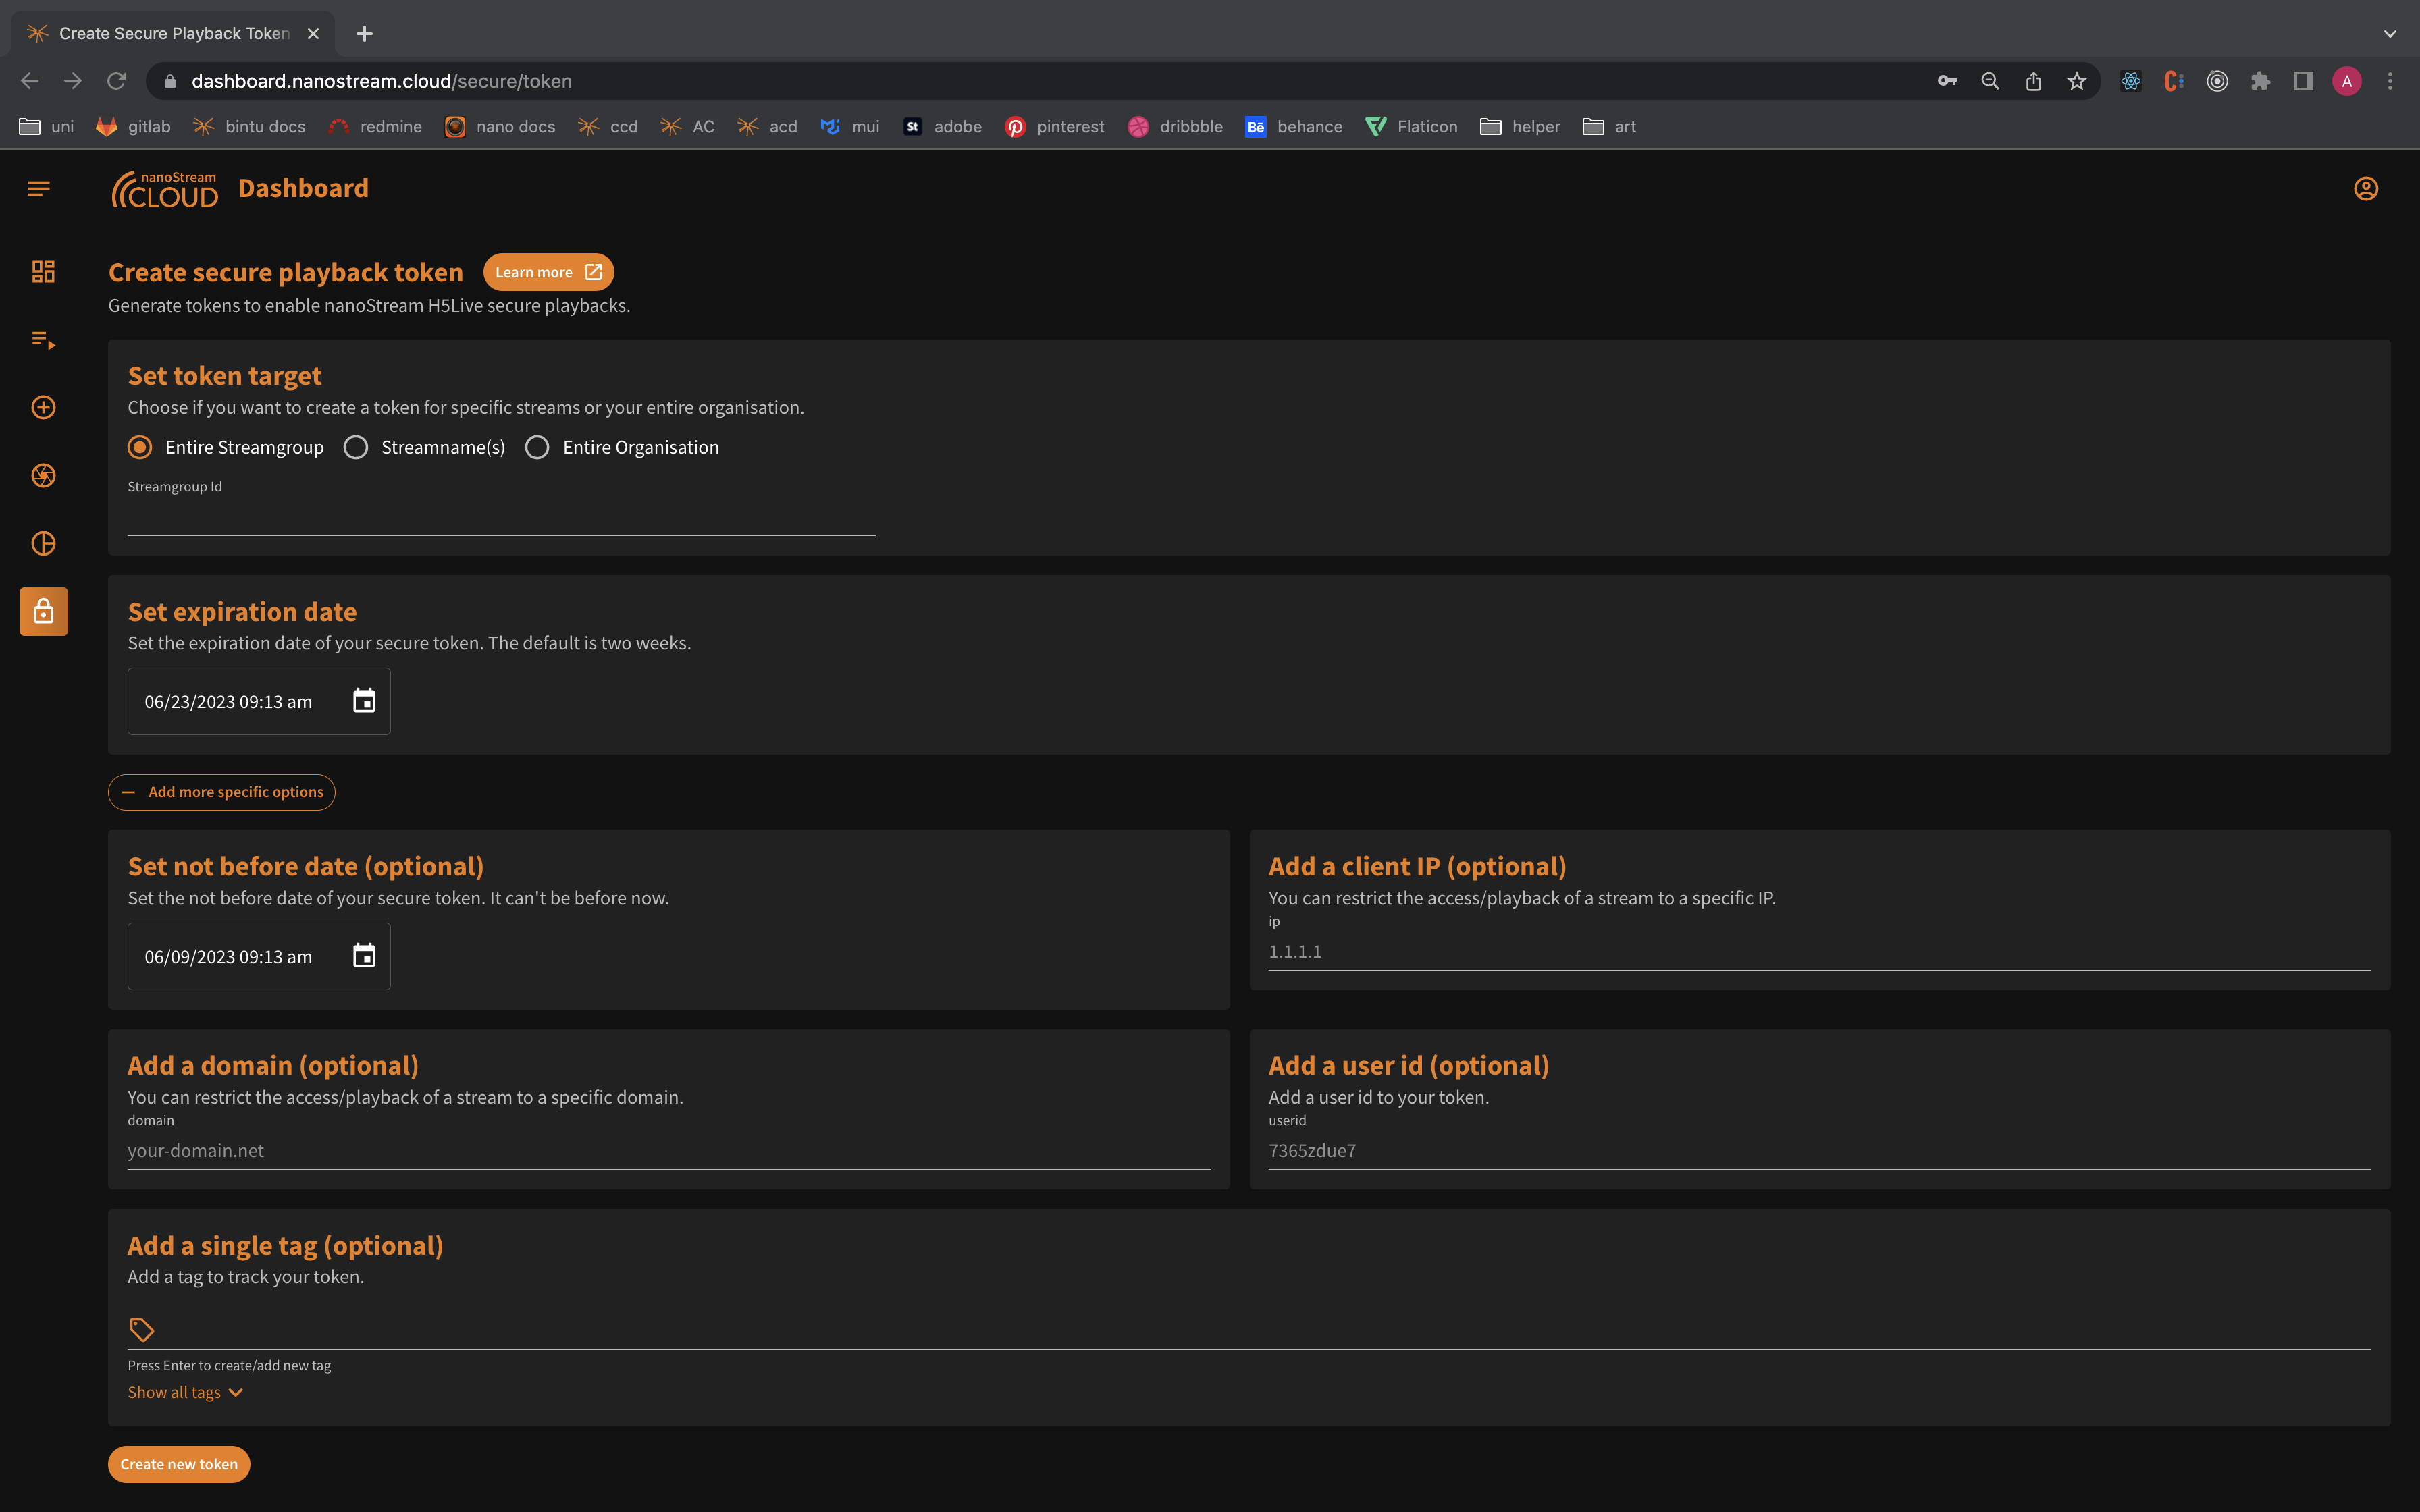 Create Secure Playback Token
dashboard.nanostream.cloud/secure/token
A
uni gitlab bintu docs redmine nano docs ccd AC acd mui St adobe pinterest dribbble Bē behance Flaticon helper art
nanoStream
CLOUD
Dashboard
Create secure playback token Learn more
Generate tokens to enable nanoStream H5Live secure playbacks.
Set token target
Choose if you want to create a token for specific streams or your entire organisation.
Entire Streamgroup Streamname(s) Entire Organisation
Streamgroup Id
Set expiration date
Set the expiration date of your secure token. The default is two weeks.
06/23/2023 09:13 am
Add more specific options
Set not before date (optional)
Set the not before date of your secure token. It can't be before now.
06/09/2023 09:13 am
Add a client IP (optional)
You can restrict the access/playback of a stream to a specific IP.
ip
1.1.1.1
Add a domain (optional)
You can restrict the access/playback of a stream to a specific domain.
domain
your-domain.net
Add a user id (optional)
Add a user id to your token.
userid
7365zdue7
Add a single tag (optional)
Add a tag to track your token.
Press Enter to create/add new tag
Show all tags
Create new token